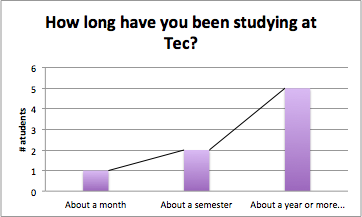 How long have you been studying at
Tec?
6
5
4
3
2
1
0
# atudents
About a month
About a semester
About a year or more...